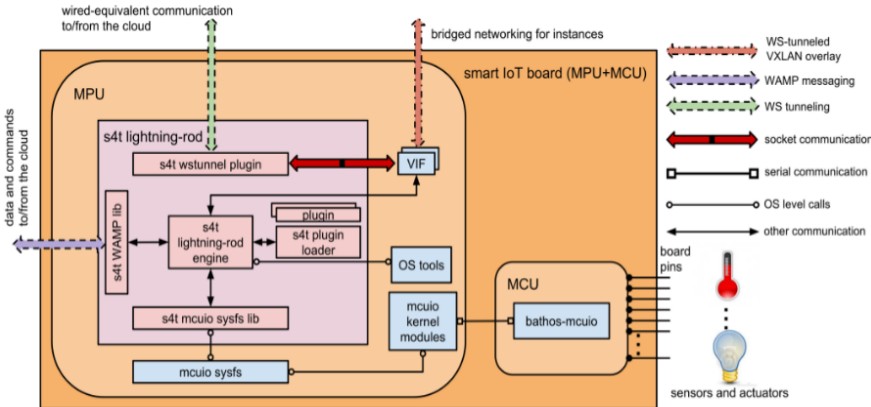 wired-equivalent communication
to/from the cloud
bridged networking for instances
smart IoT board (MPU+MCU)
MPU
s4t lightning-rod
s4t wstunnel plugin
VIF
data and commands
to/from the cloud
s4t WAMP lib
s4t
lightning-rod
engine
plugin
s4t plugin
loader
OS tools
s4t mcuio sysfs lib
mcuio
kernel
modules
mcuio sysfs
MCU
bathos-mcuio
board
pins
sensors and actuators
WS-tunneled
VXLAN overlay
WAMP messaging
WS tunneling
socket communication
serial communication
OS level calls
other communication